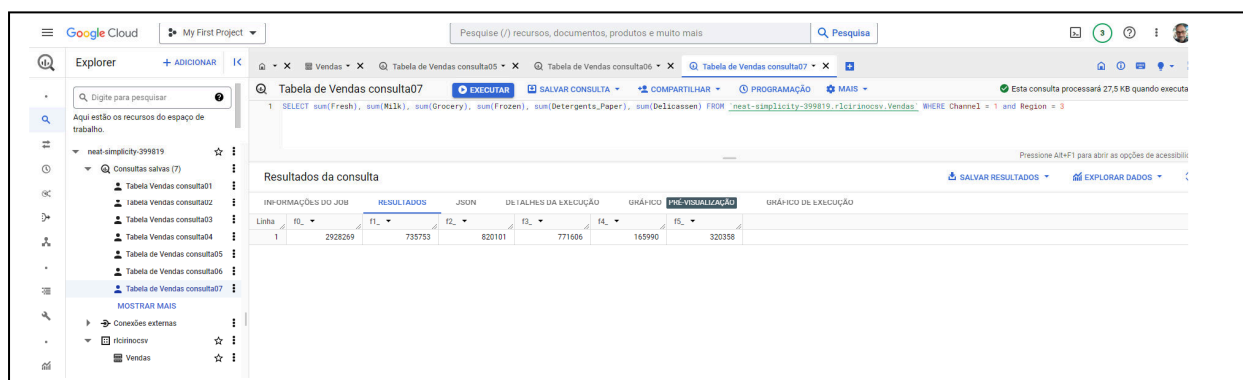 Google Cloud
My First Project
Pesquise (/) recursos, documentos, produtos e muito mais
Pesquisa
3
Explorer
+ ADICIONAR
Vendas
Tabela de Vendas consulta05
Tabela de Vendas consulta06
Tabela de Vendas consulta07
Digite para pesquisar
Aqui estão os recursos do espaço de
trabalho.
neat-simplicity-399819
Consultas salvas (7)
Tabela Vendas consulta01
Tabela Vendas consulta02
Tabela Vendas consulta03
Tabela Vendas consulta04
Tabela de Vendas consulta05
Tabela de Vendas consulta06
Tabela de Vendas consulta07
MOSTRAR MAIS
Conexões externas
rlcirinocsv
Vendas
Tabela de Vendas consulta07
EXECUTAR
SALVAR CONSULTA
COMPARTILHAR
PROGRAMAÇÃO
MAIS
Esta consulta processará 27,5 KB quando executa
1 SELECT sum(Fresh), sum(Milk), sum(Grocery), sum(Frozen), sum(Detergents_Paper), sum(Delicassen) FROM `neat-simplicity-399819.rlcirinocsv.Vendas` WHERE Channel = 1 and Region = 3
Pressione Alt+F1 para abrir as opções de acessibili
Resultados da consulta
SALVAR RESULTADOS
EXPLORAR DADOS
INFORMAÇÕES DO JOB
RESULTADOS
JSON
DETALHES DA EXECUÇÃO
GRÁFICO PRÉ-VISUALIZAÇÃO
GRÁFICO DE EXECUÇÃO
Linha f0_ f1_ f2_ f3_ f4_ f5_
1 2928269 735753 820101 771606 165990 320358